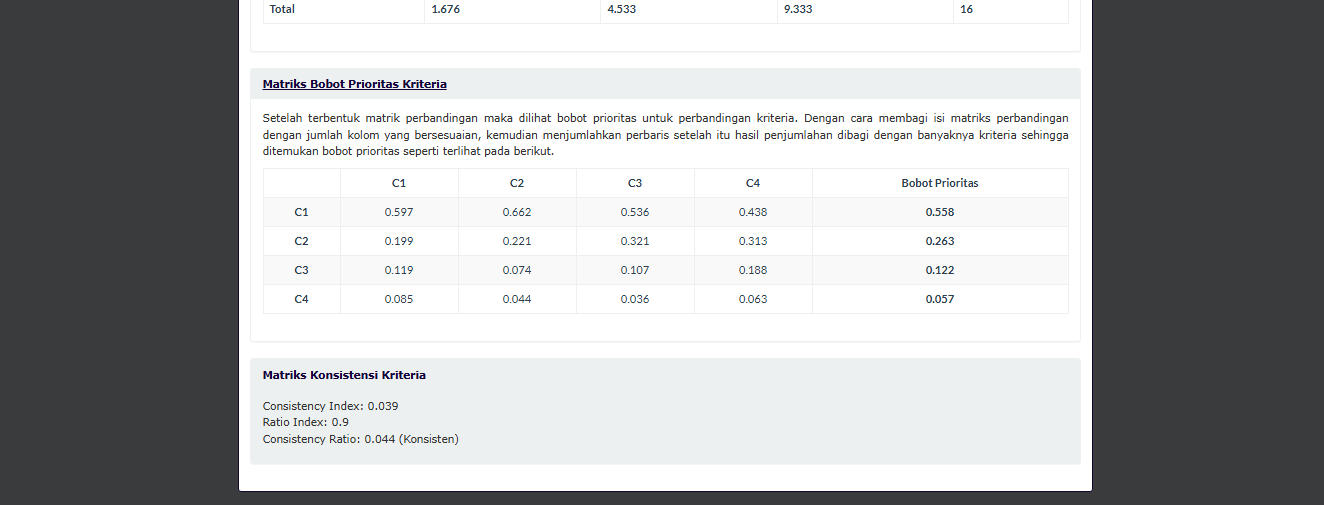 Total 1.676 4.533 9.333 16
Matriks Bobot Prioritas Kriteria
Setelah terbentuk matrik perbandingan maka dilihat bobot prioritas untuk perbandingan kriteria. Dengan cara membagi isi matriks perbandingan
dengan jumlah kolom yang bersesuaian, kemudian menjumlahkan perbaris setelah itu hasil penjumlahan dibagi dengan banyaknya kriteria sehingga
ditemukan bobot prioritas seperti terlihat pada berikut.
C1 C2 C3 C4 Bobot Prioritas
C1 0.597 0.662 0.536 0.438 0.558
C2 0.199 0.221 0.321 0.313 0.263
C3 0.119 0.074 0.107 0.188 0.122
C4 0.085 0.044 0.036 0.063 0.057
Matriks Konsistensi Kriteria
Consistency Index: 0.039
Ratio Index: 0.9
Consistency Ratio: 0.044 (Konsisten)